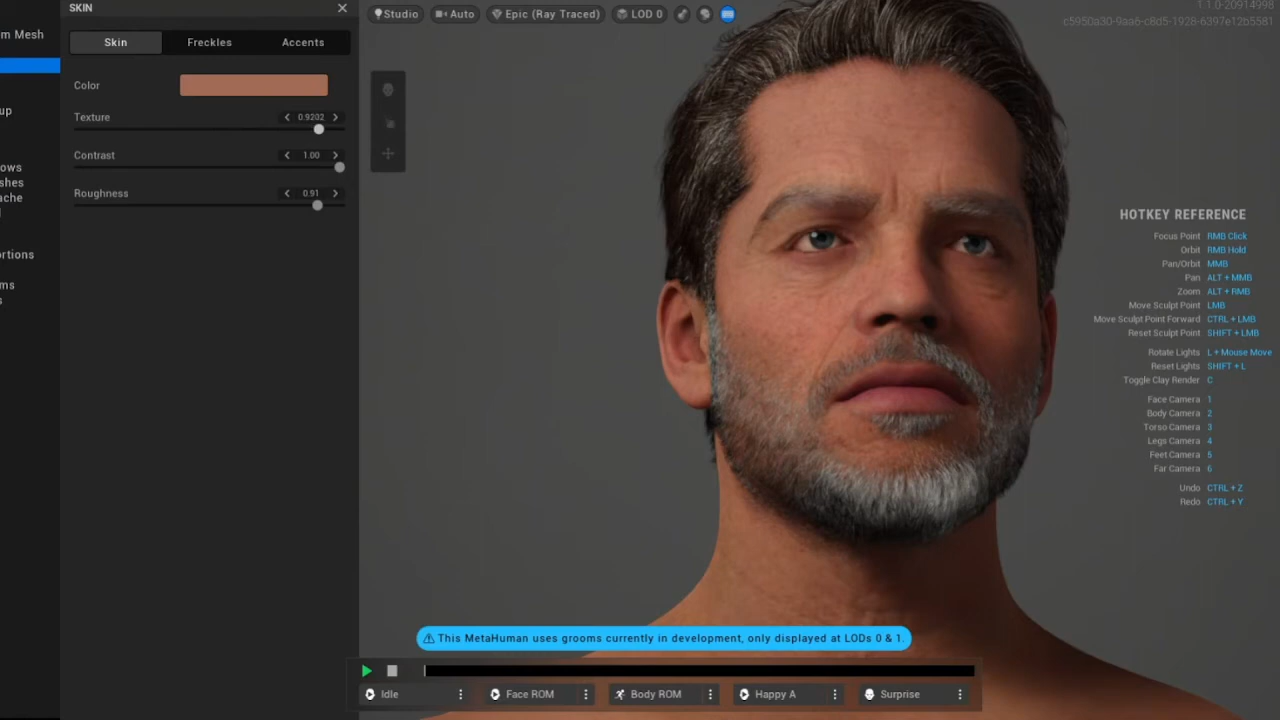 SKIN
m Mesh
up
ows
shes
ache
ortions
ms
s
Skin
Freckles
Accents
Color
Texture
0.9202
Contrast
1.00
Roughness
0.91
Studio
Auto
Epic (Ray Traced)
LOD 0
1.1.0-20914998
c5950a30-9aa6-c8d5-1928-6397e12b5581
HOTKEY REFERENCE
Focus Point RMB Click
Orbit RMB Hold
Pan/Orbit MMB
Pan ALT + MMB
Zoom ALT + RMB
Move Sculpt Point LMB
Move Sculpt Point Forward CTRL + LMB
Reset Sculpt Point SHIFT + LMB
Rotate Lights L + Mouse Move
Reset Lights SHIFT + L
Toggle Clay Render C
Face Camera 1
Body Camera 2
Torso Camera 3
Legs Camera 4
Feet Camera 5
Far Camera 6
Undo CTRL + Z
Redo CTRL + Y
This MetaHuman uses grooms currently in development, only displayed at LODs 0 & 1.
Idle
Face ROM
Body ROM
Happy A
Surprise